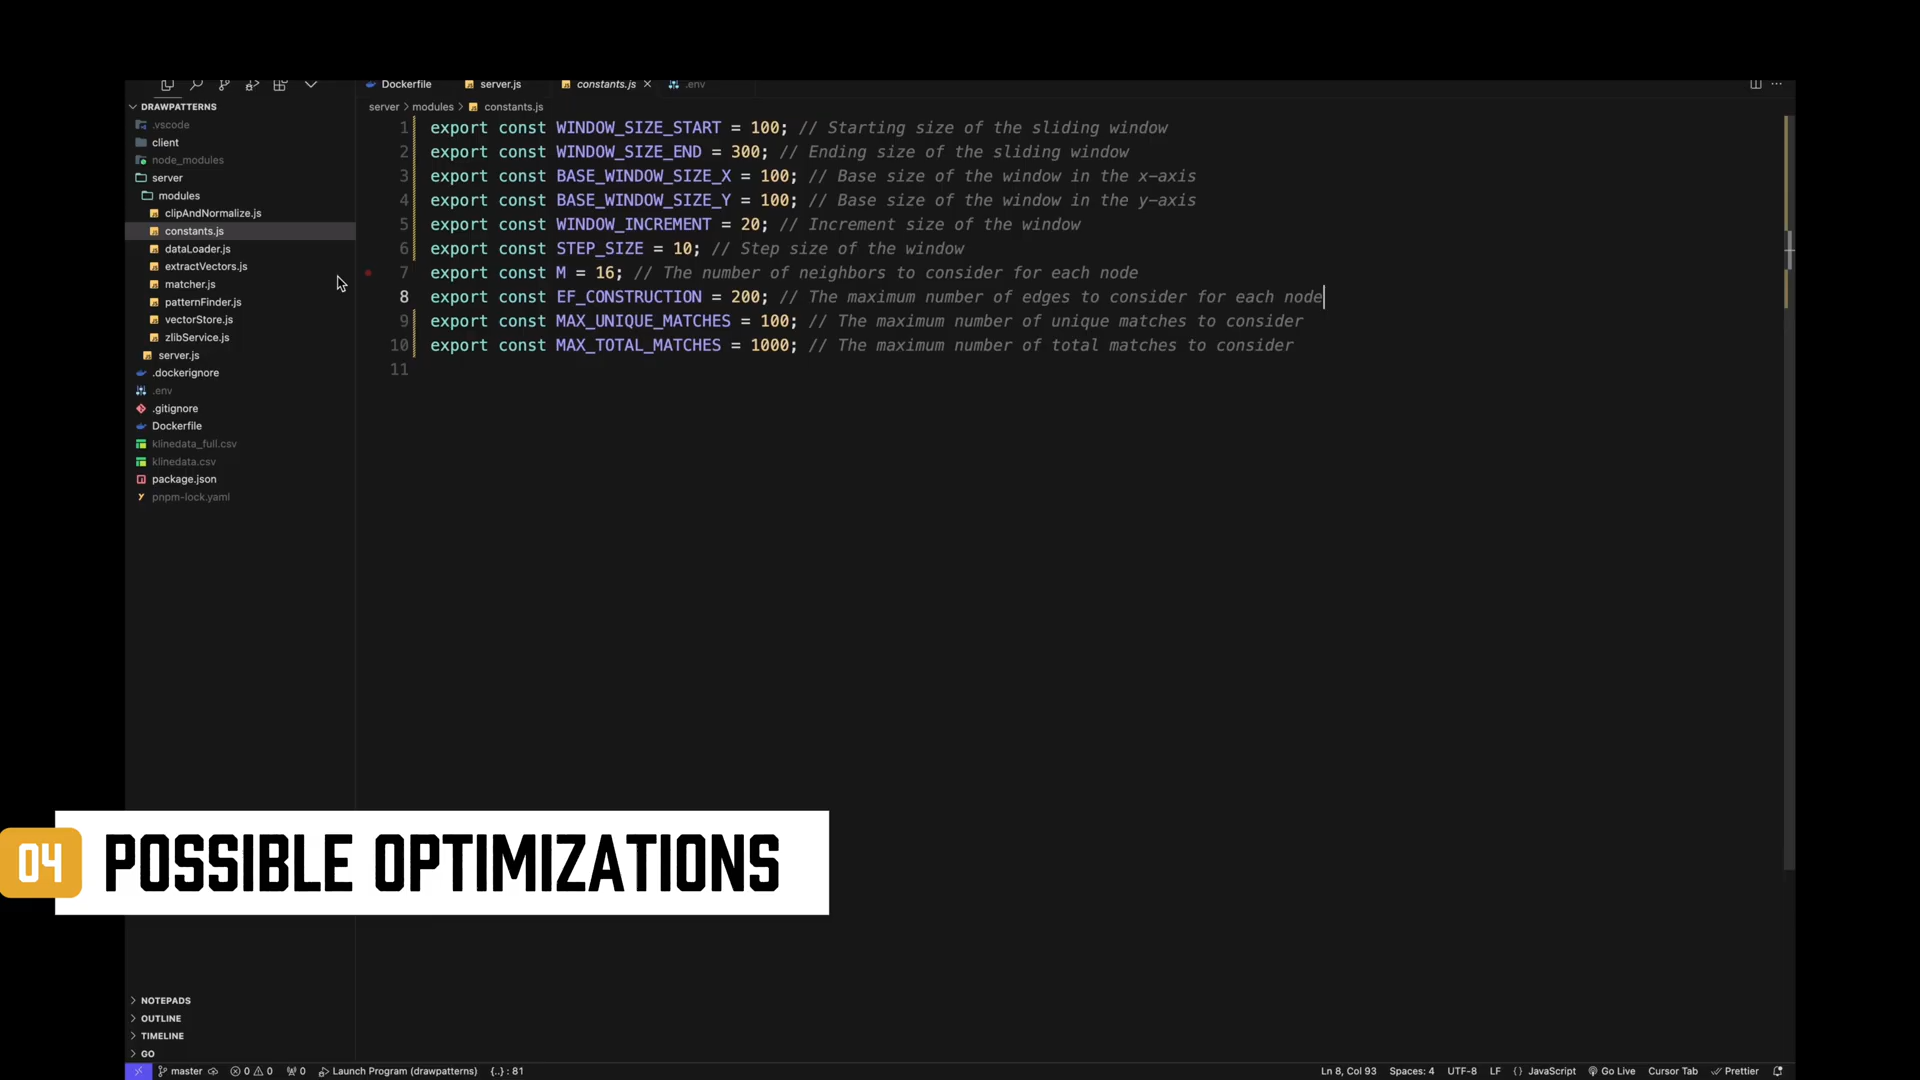 Dockerfile
server.js
constants.js
.env
DRAWPATTERNS
server > modules > constants.js
.vscode
client
node_modules
server
modules
clipAndNormalize.js
constants.js
dataLoader.js
extractVectors.js
matcher.js
patternFinder.js
vectorStore.js
zlibService.js
server.js
.dockerignore
.env
.gitignore
Dockerfile
klinedata_full.csv
klinedata.csv
package.json
pnpm-lock.yaml
1 export const WINDOW_SIZE_START = 100; // Starting size of the sliding window
2 export const WINDOW_SIZE_END = 300; // Ending size of the sliding window
3 export const BASE_WINDOW_SIZE_X = 100; // Base size of the window in the x-axis
4 export const BASE_WINDOW_SIZE_Y = 100; // Base size of the window in the y-axis
5 export const WINDOW_INCREMENT = 20; // Increment size of the window
6 export const STEP_SIZE = 10; // Step size of the window
7 export const M = 16; // The number of neighbors to consider for each node
8 export const EF_CONSTRUCTION = 200; // The maximum number of edges to consider for each node
9 export const MAX_UNIQUE_MATCHES = 100; // The maximum number of unique matches to consider
10 export const MAX_TOTAL_MATCHES = 1000; // The maximum number of total matches to consider
11
04 POSSIBLE OPTIMIZATIONS
NOTEPADS
OUTLINE
TIMELINE
GO
master 0 0 0 Launch Program (drawpatterns) {..} : 81 Ln 8, Col 93 Spaces: 4 UTF-8 LF {} JavaScript Go Live Cursor Tab Prettier